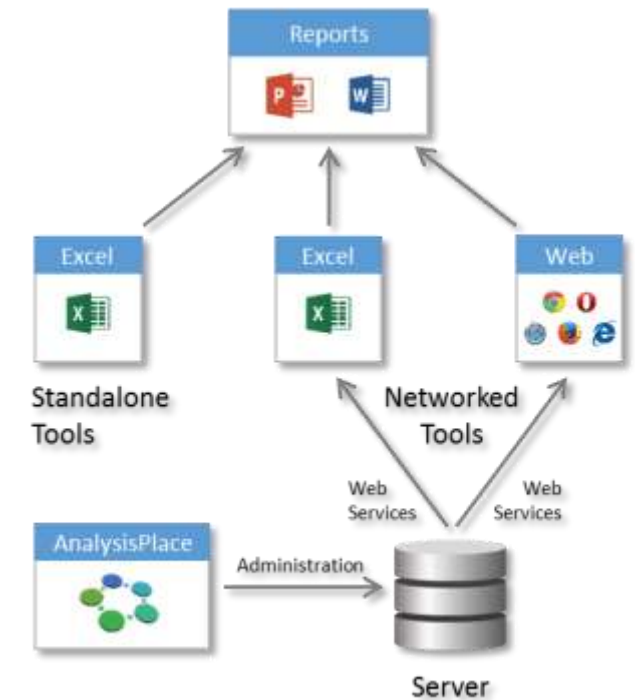 Reports
P
W
Excel
Excel
Web
X
X
Standalone
Tools
Networked
Tools
Web
Services
Web
Services
AnalysisPlace
Administration
Server